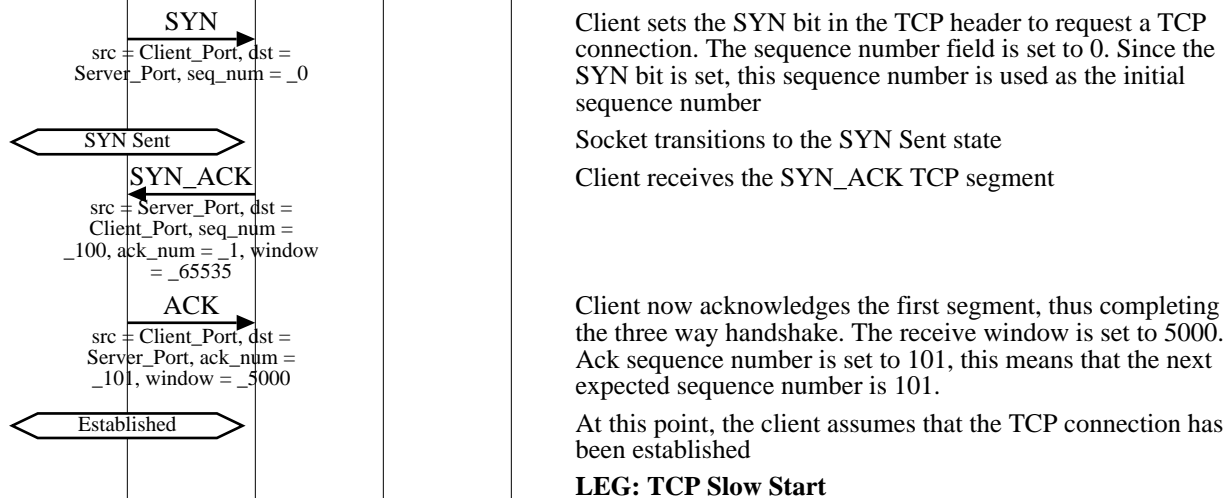 SYN
src = Client_Port, dst =
Server_Port, seq_num = _0
Client sets the SYN bit in the TCP header to request a TCP
connection. The sequence number field is set to 0. Since the
SYN bit is set, this sequence number is used as the initial
sequence number
SYN Sent
Socket transitions to the SYN Sent state
SYN_ACK
src = Server_Port, dst =
Client_Port, seq_num =
_100, ack_num = _1, window
= _65535
Client receives the SYN_ACK TCP segment
ACK
src = Client_Port, dst =
Server_Port, ack_num =
_101, window = _5000
Client now acknowledges the first segment, thus completing
the three way handshake. The receive window is set to 5000.
Ack sequence number is set to 101, this means that the next
expected sequence number is 101.
Established
At this point, the client assumes that the TCP connection has
been established
LEG: TCP Slow Start